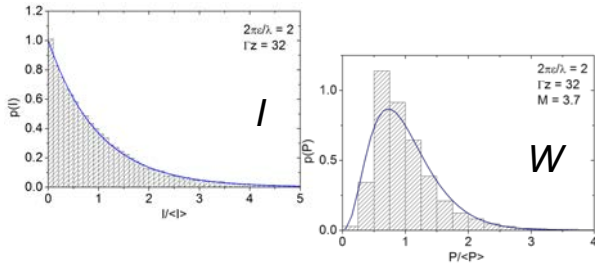 1.2
1.0
0.8
0.6
0.4
0.2
0.0
p(I)
2πε/λ = 2
Γz = 32
I
0 1 2 3 4 5
I/<I>
1.0
0.5
0.0
p(P)
2πε/λ = 2
Γz = 32
M = 3.7
W
0 1 2 3 4
P/<P>